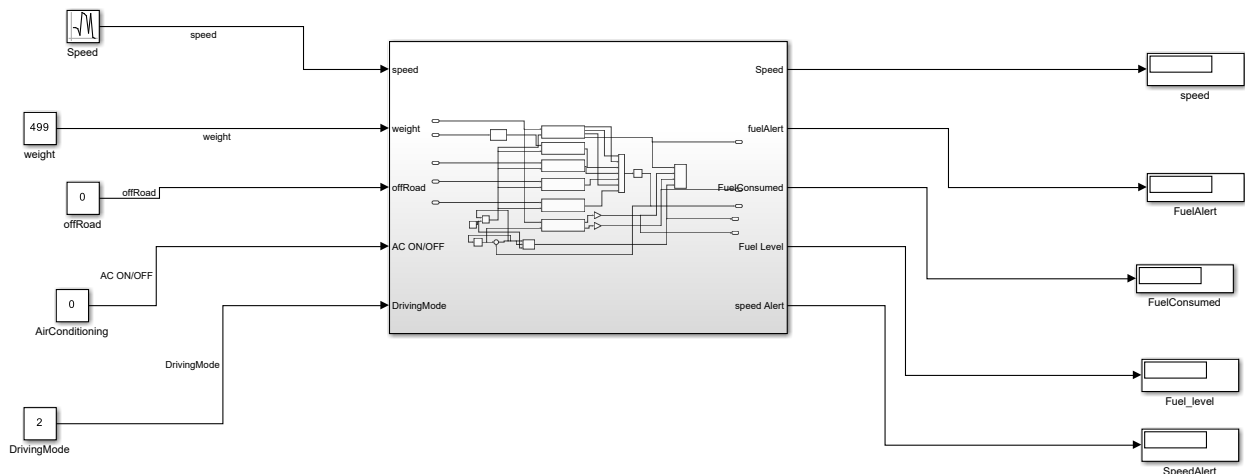 Speed
speed
499
weight
weight
0
offRoad
offRoad
0
AirConditioning
AC ON/OFF
2
DrivingMode
DrivingMode
speed
weight
offRoad
AC ON/OFF
DrivingMode
Speed
fuelAlert
FuelConsumed
Fuel Level
speed Alert
speed
FuelAlert
FuelConsumed
Fuel_level
SpeedAlert